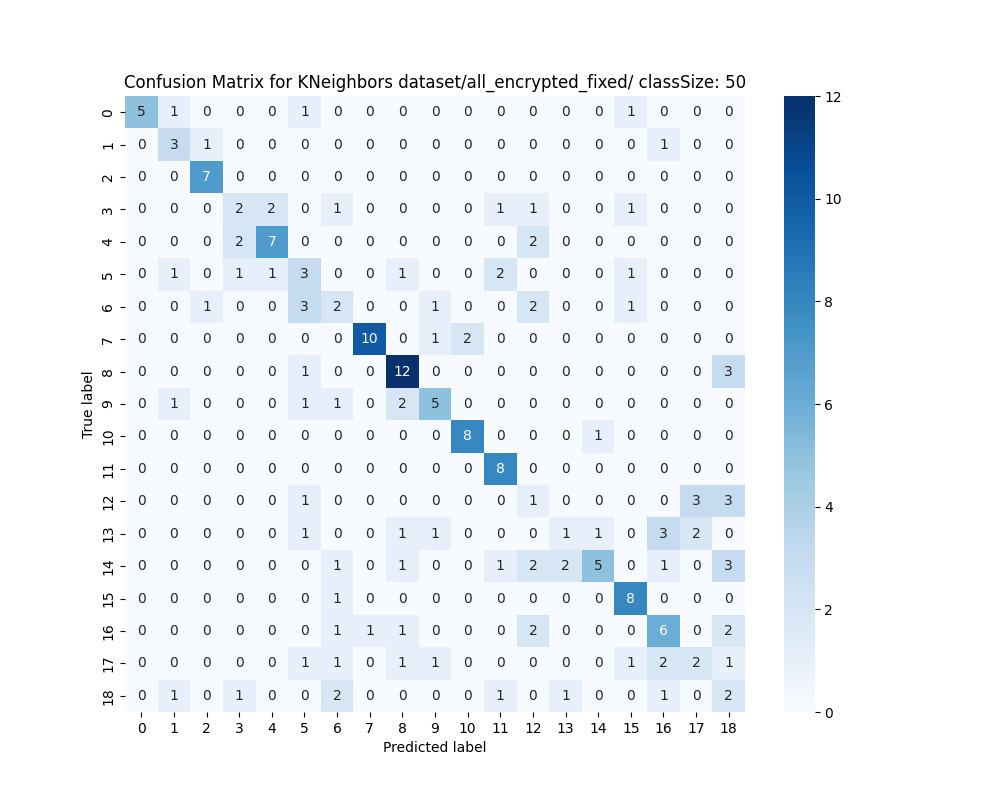 Confusion Matrix for KNeighbors dataset/all_encrypted_fixed/ classSize: 50
0 5 1 0 0 0 1 0 0 0 0 0 0 0 0 0 1 0 0 0
1 0 3 1 0 0 0 0 0 0 0 0 0 0 0 0 0 1 0 0
2 0 0 7 0 0 0 0 0 0 0 0 0 0 0 0 0 0 0 0
3 0 0 0 2 2 0 1 0 0 0 0 1 1 0 0 1 0 0 0
4 0 0 0 2 7 0 0 0 0 0 0 0 2 0 0 0 0 0 0
5 0 1 0 1 1 3 0 0 1 0 0 2 0 0 0 1 0 0 0
6 0 0 1 0 0 3 2 0 0 1 0 0 2 0 0 1 0 0 0
7 0 0 0 0 0 0 0 10 0 1 2 0 0 0 0 0 0 0 0
8 0 0 0 0 0 1 0 0 12 0 0 0 0 0 0 0 0 0 3
9 0 1 0 0 0 1 1 0 2 5 0 0 0 0 0 0 0 0 0
10 0 0 0 0 0 0 0 0 0 0 8 0 0 0 1 0 0 0 0
11 0 0 0 0 0 0 0 0 0 0 0 8 0 0 0 0 0 0 0
12 0 0 0 0 0 1 0 0 0 0 0 0 1 0 0 0 0 3 3
13 0 0 0 0 0 1 0 0 1 1 0 0 0 1 1 0 3 2 0
14 0 0 0 0 0 0 1 0 1 0 0 1 2 2 5 0 1 0 3
15 0 0 0 0 0 0 1 0 0 0 0 0 0 0 0 8 0 0 0
16 0 0 0 0 0 0 1 1 1 0 0 0 2 0 0 0 6 0 2
17 0 0 0 0 0 1 1 0 1 1 0 0 0 0 0 1 2 2 1
18 0 1 0 1 0 0 2 0 0 0 0 1 0 1 0 0 1 0 2
0 1 2 3 4 5 6 7 8 9 10 11 12 13 14 15 16 17 18
Predicted label
True label
12
10
8
6
4
2
0